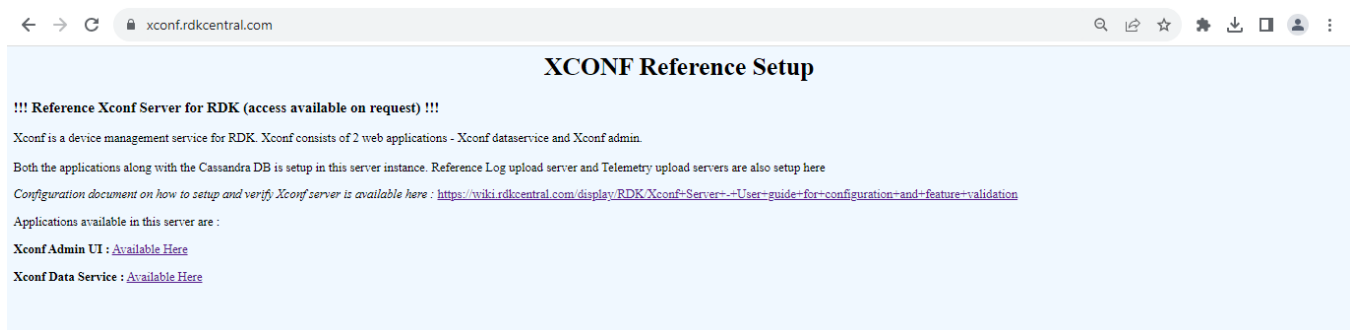 xconf.rdkcentral.com
XCONF Reference Setup
!!! Reference Xconf Server for RDK (access available on request) !!!
Xconf is a device management service for RDK. Xconf consists of 2 web applications - Xconf dataservice and Xconf admin.
Both the applications along with the Cassandra DB is setup in this server instance. Reference Log upload server and Telemetry upload servers are also setup here
Configuration document on how to setup and verify Xconf server is available here : https://wiki.rdkcentral.com/display/RDK/Xconf+Server+-+User+guide+for+configuration+and+feature+validation
Applications available in this server are :
Xconf Admin UI : Available Here
Xconf Data Service : Available Here